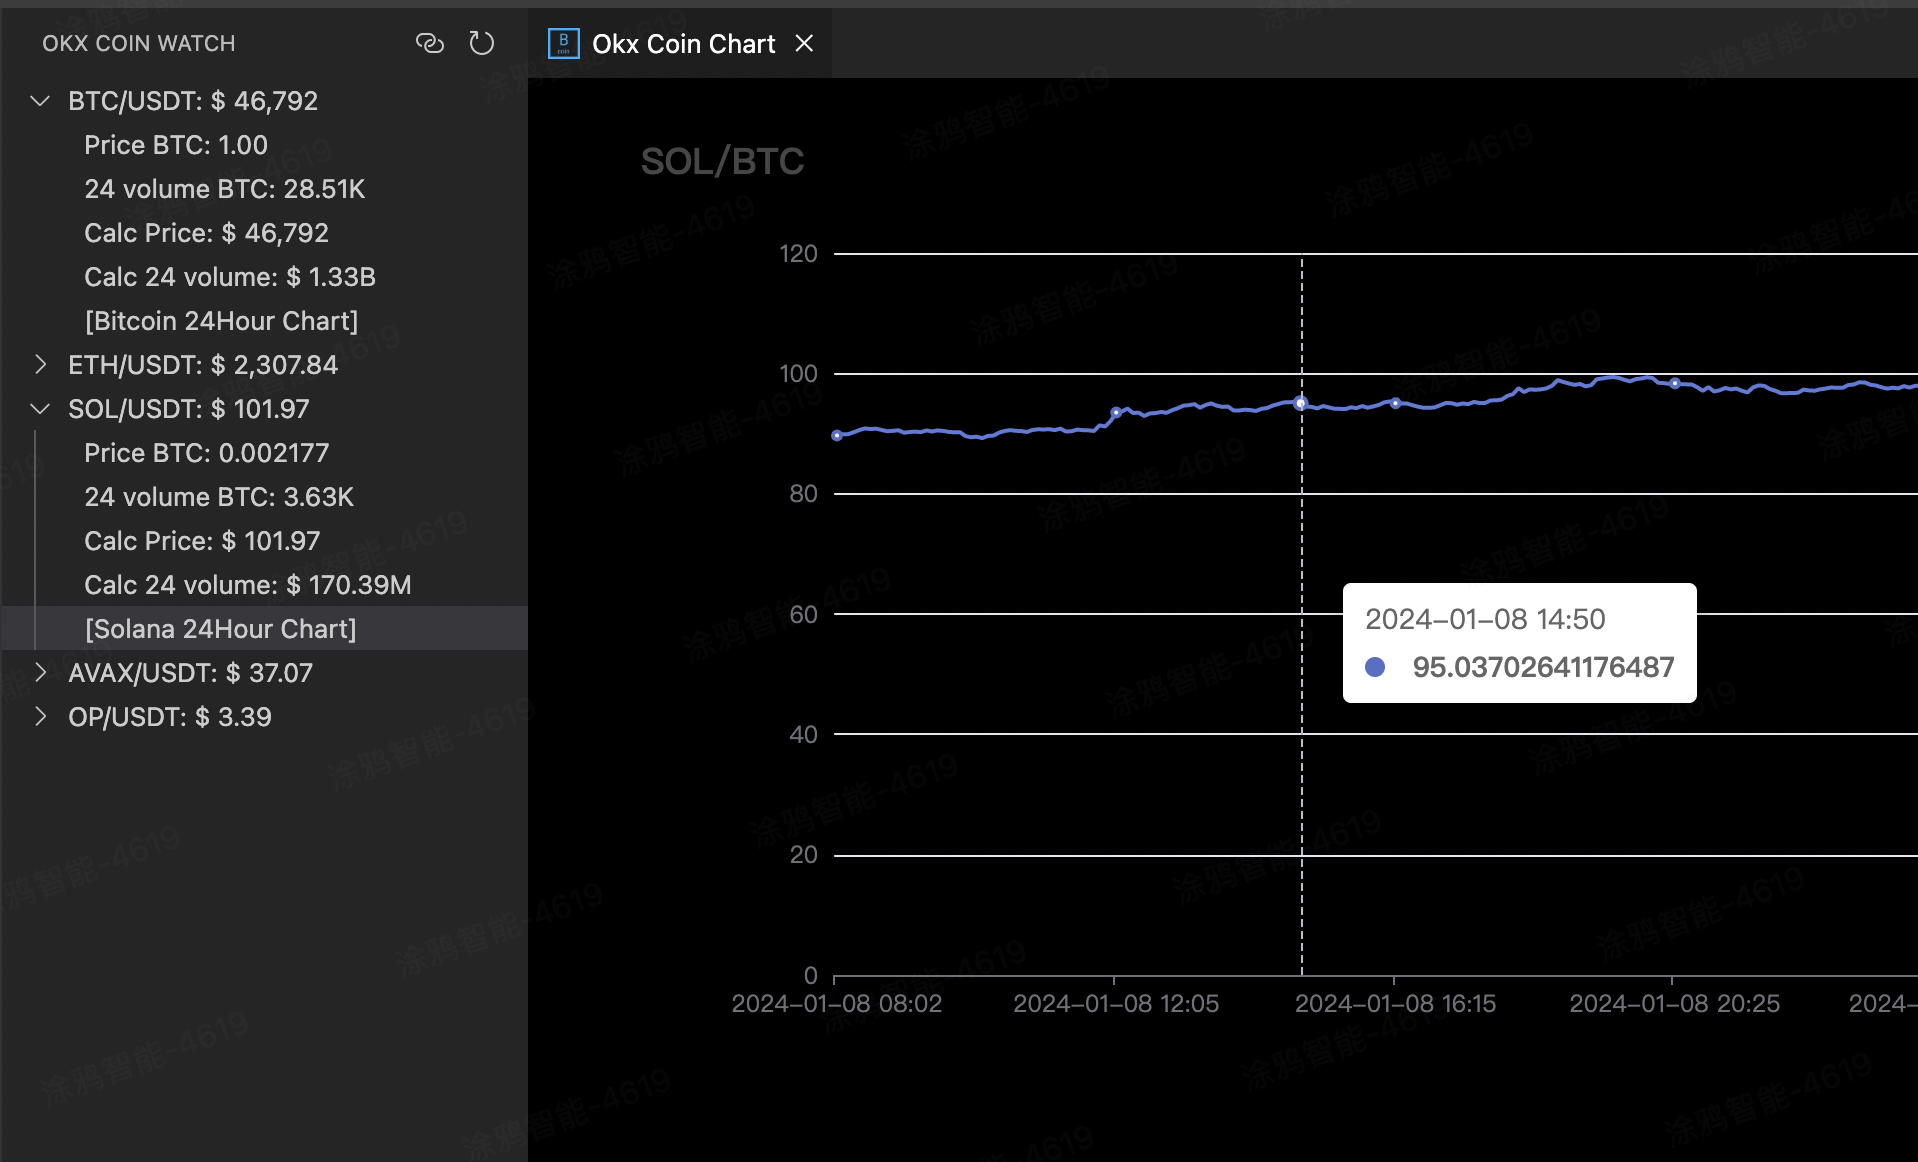 OKX COIN WATCH
BTC/USDT: $ 46,792
Price BTC: 1.00
24 volume BTC: 28.51K
Calc Price: $ 46,792
Calc 24 volume: $ 1.33B
[Bitcoin 24Hour Chart]
ETH/USDT: $ 2,307.84
SOL/USDT: $ 101.97
Price BTC: 0.002177
24 volume BTC: 3.63K
Calc Price: $ 101.97
Calc 24 volume: $ 170.39M
[Solana 24Hour Chart]
AVAX/USDT: $ 37.07
OP/USDT: $ 3.39
B
coin
Okx Coin Chart
SOL/BTC
120
100
80
60
40
20
0
2024-01-08 14:50
95.03702641176487
2024-01-08 08:02
2024-01-08 12:05
2024-01-08 16:15
2024-01-08 20:25
2024-
涂鸦智能-4619